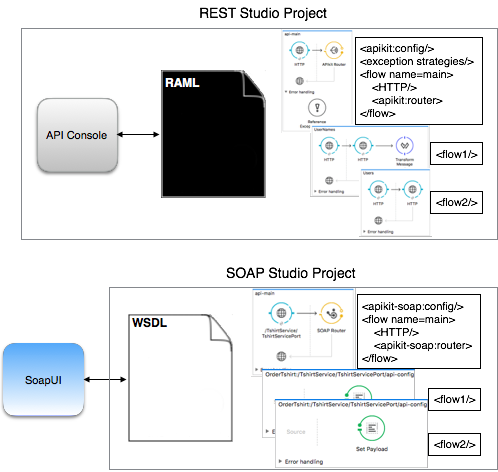 REST Studio Project
API Console
RAML
api-main
HTTP
APIkit Router
Error handling
Reference
UserNames
HTTP
HTTP
Transform
Message
Error handling
Users
HTTP
HTTP
Error handling
<apikit:config/>
<exception strategies/>
<flow name=main>
<HTTP/>
<apikit:router>
</flow>
<flow1/>
<flow2/>
SOAP Studio Project
SoapUI
WSDL
api-main
/TshirtService/
TshirtServicePort
SOAP Router
OrderTshirt:/TshirtService/TshirtServicePort/api-config
OrderTshirt:/TshirtService/TshirtServicePort/api-config
Source
Set Payload
Error handling
<apikit-soap:config/>
<flow name=main>
<HTTP/>
<apikit-soap:router>
</flow>
<flow1/>
<flow2/>